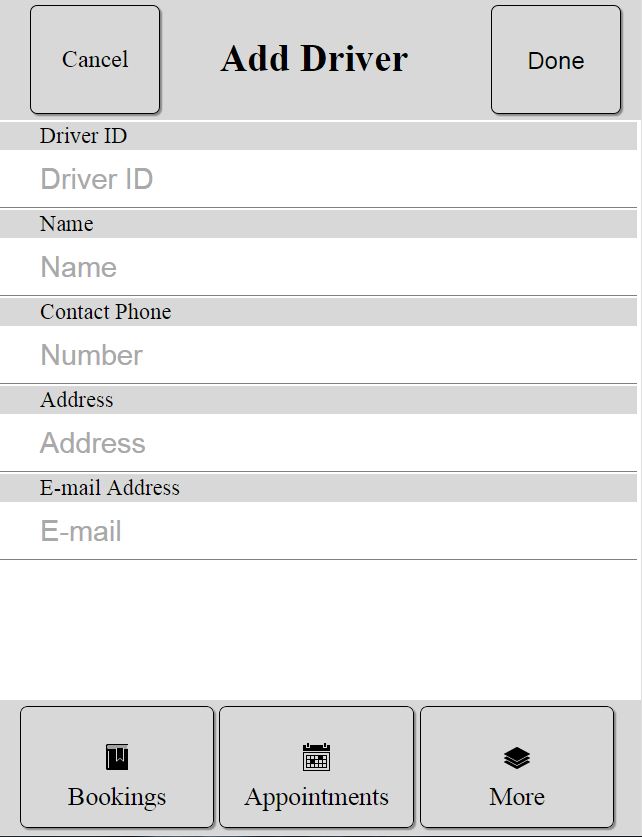 Cancel
Add Driver
Done
Driver ID
Driver ID
Name
Name
Contact Phone
Number
Address
Address
E-mail Address
E-mail
Bookings
Appointments
More